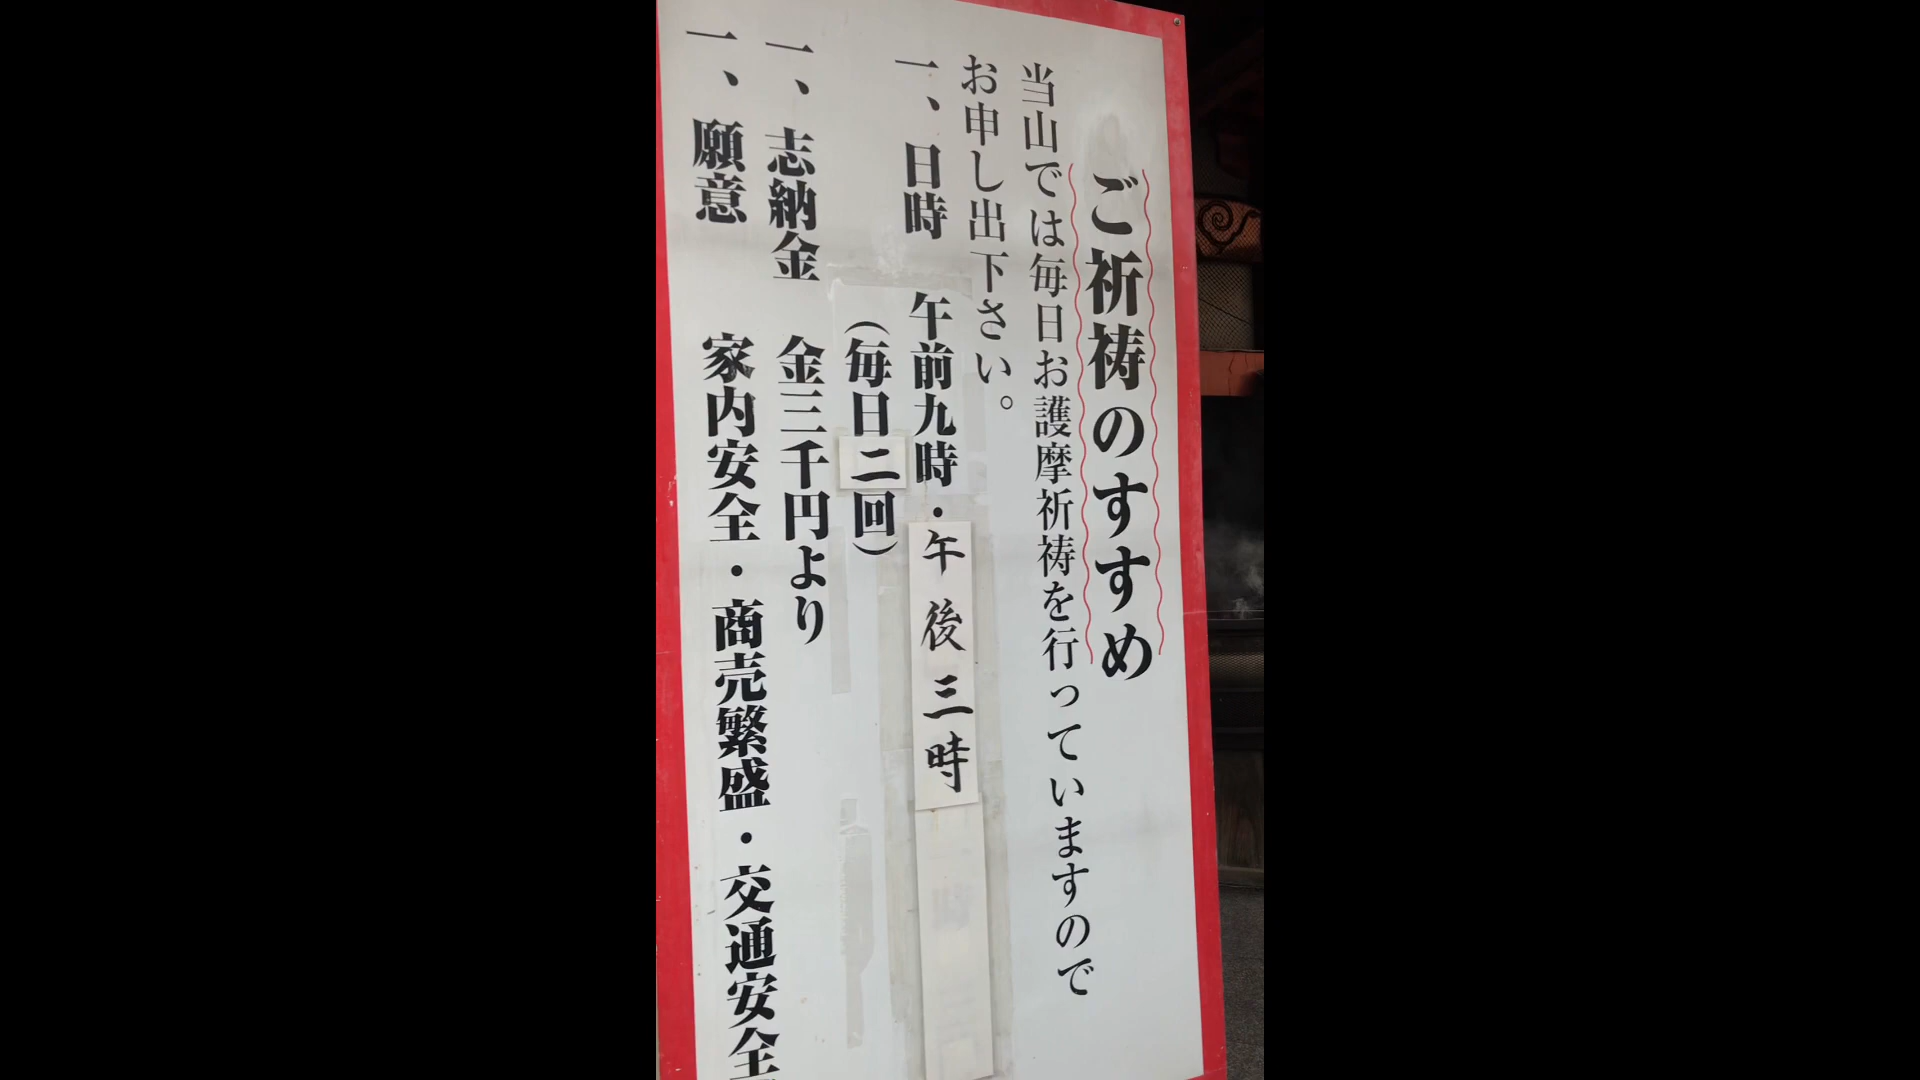 ご祈祷のすすめ
当山では毎日お護摩祈祷を行っていますので
お申し出下さい。
一、日時 午前九時・午後三時
(毎日二回)
一、志納金 金三千円より
一、願意 家内安全・商売繁盛・交通安全